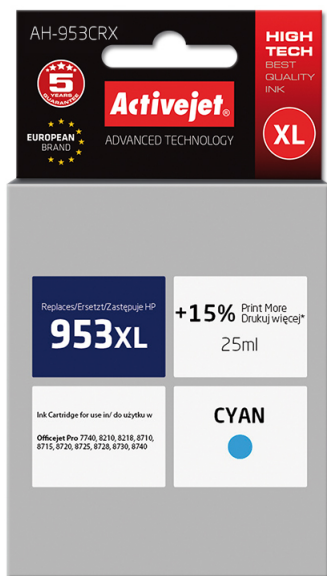 AH-953CRX
HIGH
TECH
BEST
QUALITY
INK
5
YEARS
GUARANTEE
Activejet®
EUROPEAN
BRAND
ADVANCED TECHNOLOGY
XL
Replaces/Ersetzt/Zastępuje HP
953XL
+15% Print More
Drukuj więcej*
25ml
Ink Cartridge for use in/ do użytku w
Officejet Pro 7740, 8210, 8218, 8710,
8715, 8720, 8725, 8728, 8730, 8740
CYAN